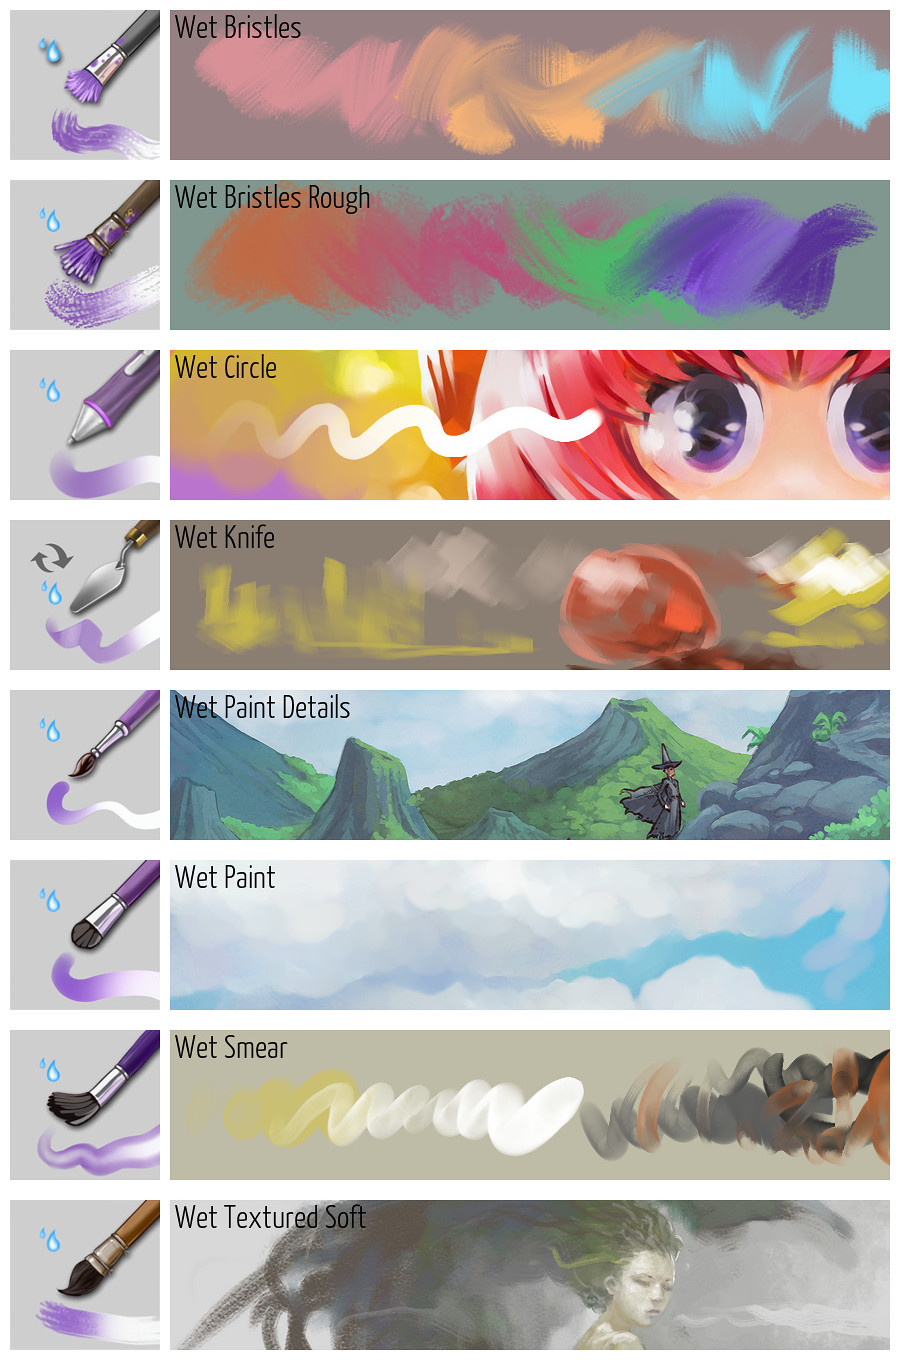 Wet Bristles
Wet Bristles Rough
Wet Circle
Wet Knife
Wet Paint Details
Wet Paint
Wet Smear
Wet Textured Soft